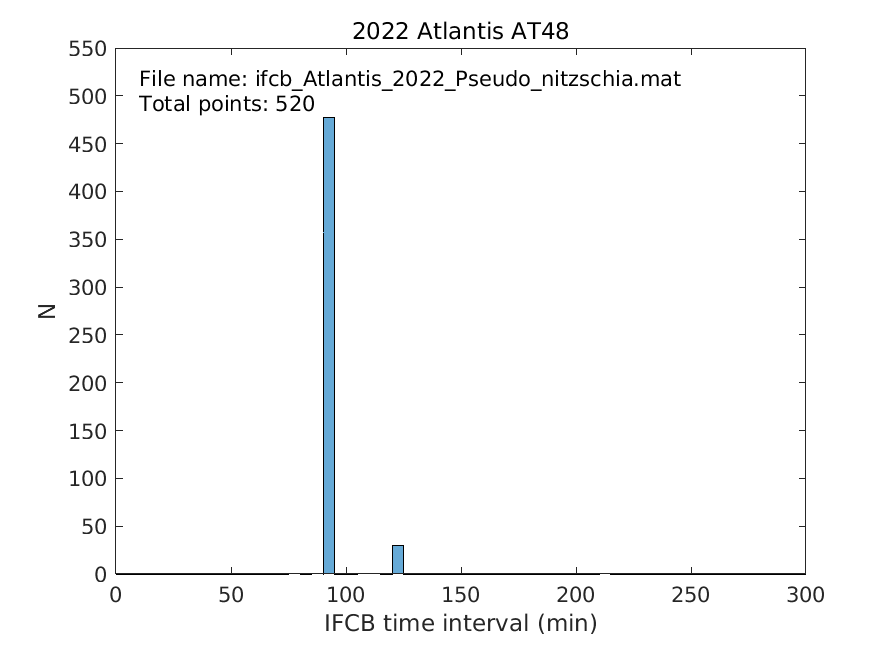 2022 Atlantis AT48
File name: ifcb_Atlantis_2022_Pseudo_nitzschia.mat
Total points: 520
550
500
450
400
350
300
250
200
150
100
50
0
N
0 50 100 150 200 250 300
IFCB time interval (min)